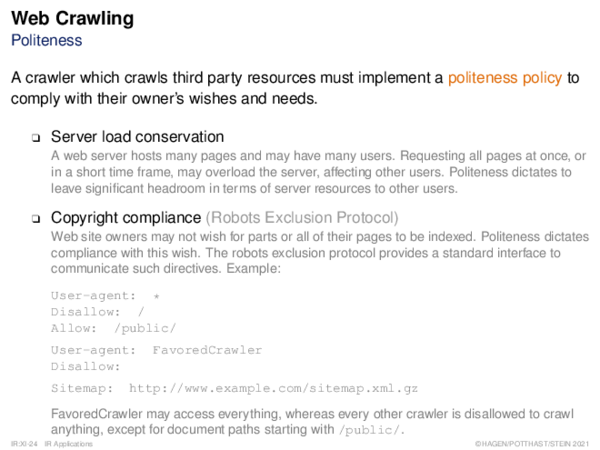 Web Crawling
Politeness
A crawler which crawls third party resources must implement a politeness policy to
comply with their owner's wishes and needs.
❏ Server load conservation
A web server hosts many pages and may have many users. Requesting all pages at once, or
in a short time frame, may overload the server, affecting other users. Politeness dictates to
leave significant headroom in terms of server resources to other users.
❏ Copyright compliance (Robots Exclusion Protocol)
Web site owners may not wish for parts or all of their pages to be indexed. Politeness dictates
compliance with this wish. The robots exclusion protocol provides a standard interface to
communicate such directives. Example:
User-agent: *
Disallow: /
Allow: /public/
User-agent: FavoredCrawler
Disallow:
Sitemap: http://www.example.com/sitemap.xml.gz
FavoredCrawler may access everything, whereas every other crawler is disallowed to crawl
anything, except for document paths starting with /public/.
IR:XI-24 IR Applications ©HAGEN/POTTHAST/STEIN 2021